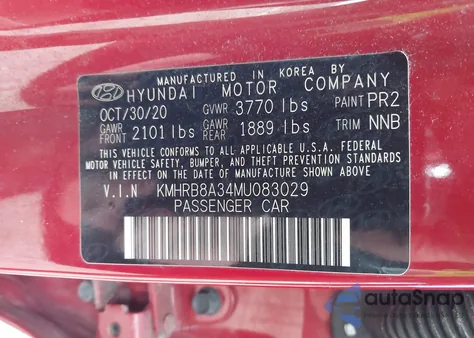 MANUFACTURED IN KOREA BY
HYUNDAI MOTOR COMPANY
OCT/30/20 GVWR 3770 lbs PAINT PR2
GAWR FRONT 2101 lbs GAWR REAR 1889 lbs TRIM NNB
THIS VEHICLE CONFORMS TO ALL APPLICABLE U.S.A. FEDERAL
MOTOR VEHICLE SAFETY, BUMPER, AND THEFT PREVENTION STANDARDS
IN EFFECT ON THE DATE OF MANUFACTURE SHOWN ABOVE.
V.I.N KMHRB8A34MU083029
PASSENGER CAR
autoSnap